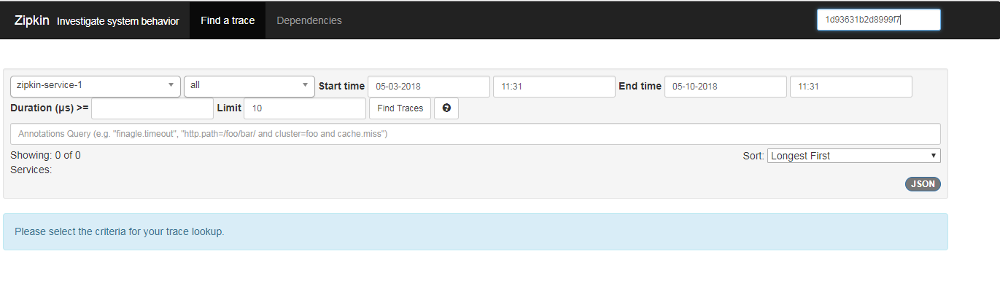 Zipkin Investigate system behavior Find a trace Dependencies 1d93631b2d8999f7
zipkin-service-1 all Start time 05-03-2018 11:31 End time 05-10-2018 11:31
Duration (μs) >= Limit 10 Find Traces ?
Annotations Query (e.g. "finagle.timeout", "http.path=/foo/bar/ and cluster=foo and cache.miss")
Showing: 0 of 0 Sort: Longest First
Services:
JSON
Please select the criteria for your trace lookup.